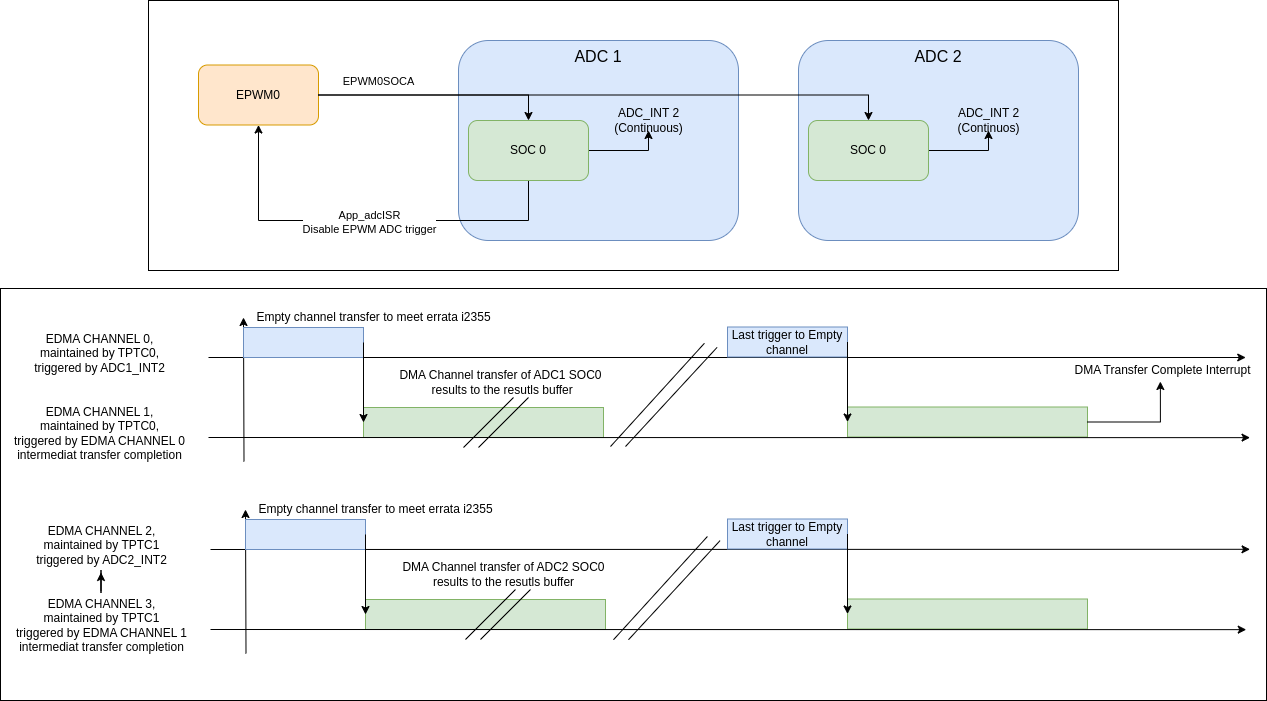 ADC 1
ADC 2
EPWM0
EPWM0SOCA
ADC_INT 2
(Continuous)
ADC_INT 2
(Continuos)
SOC 0
SOC 0
App_adcISR
Disable EPWM ADC trigger
Empty channel transfer to meet errata i2355
EDMA CHANNEL 0,
maintained by TPTC0,
triggered by ADC1_INT2
Last trigger to Empty
channel
DMA Channel transfer of ADC1 SOC0
results to the resutls buffer
DMA Transfer Complete Interrupt
EDMA CHANNEL 1,
maintained by TPTC0,
triggered by EDMA CHANNEL 0
intermediat transfer completion
Empty channel transfer to meet errata i2355
EDMA CHANNEL 2,
maintained by TPTC1
triggered by ADC2_INT2
Last trigger to Empty
channel
DMA Channel transfer of ADC2 SOC0
results to the resutls buffer
EDMA CHANNEL 3,
maintained by TPTC1
triggered by EDMA CHANNEL 1
intermediat transfer completion